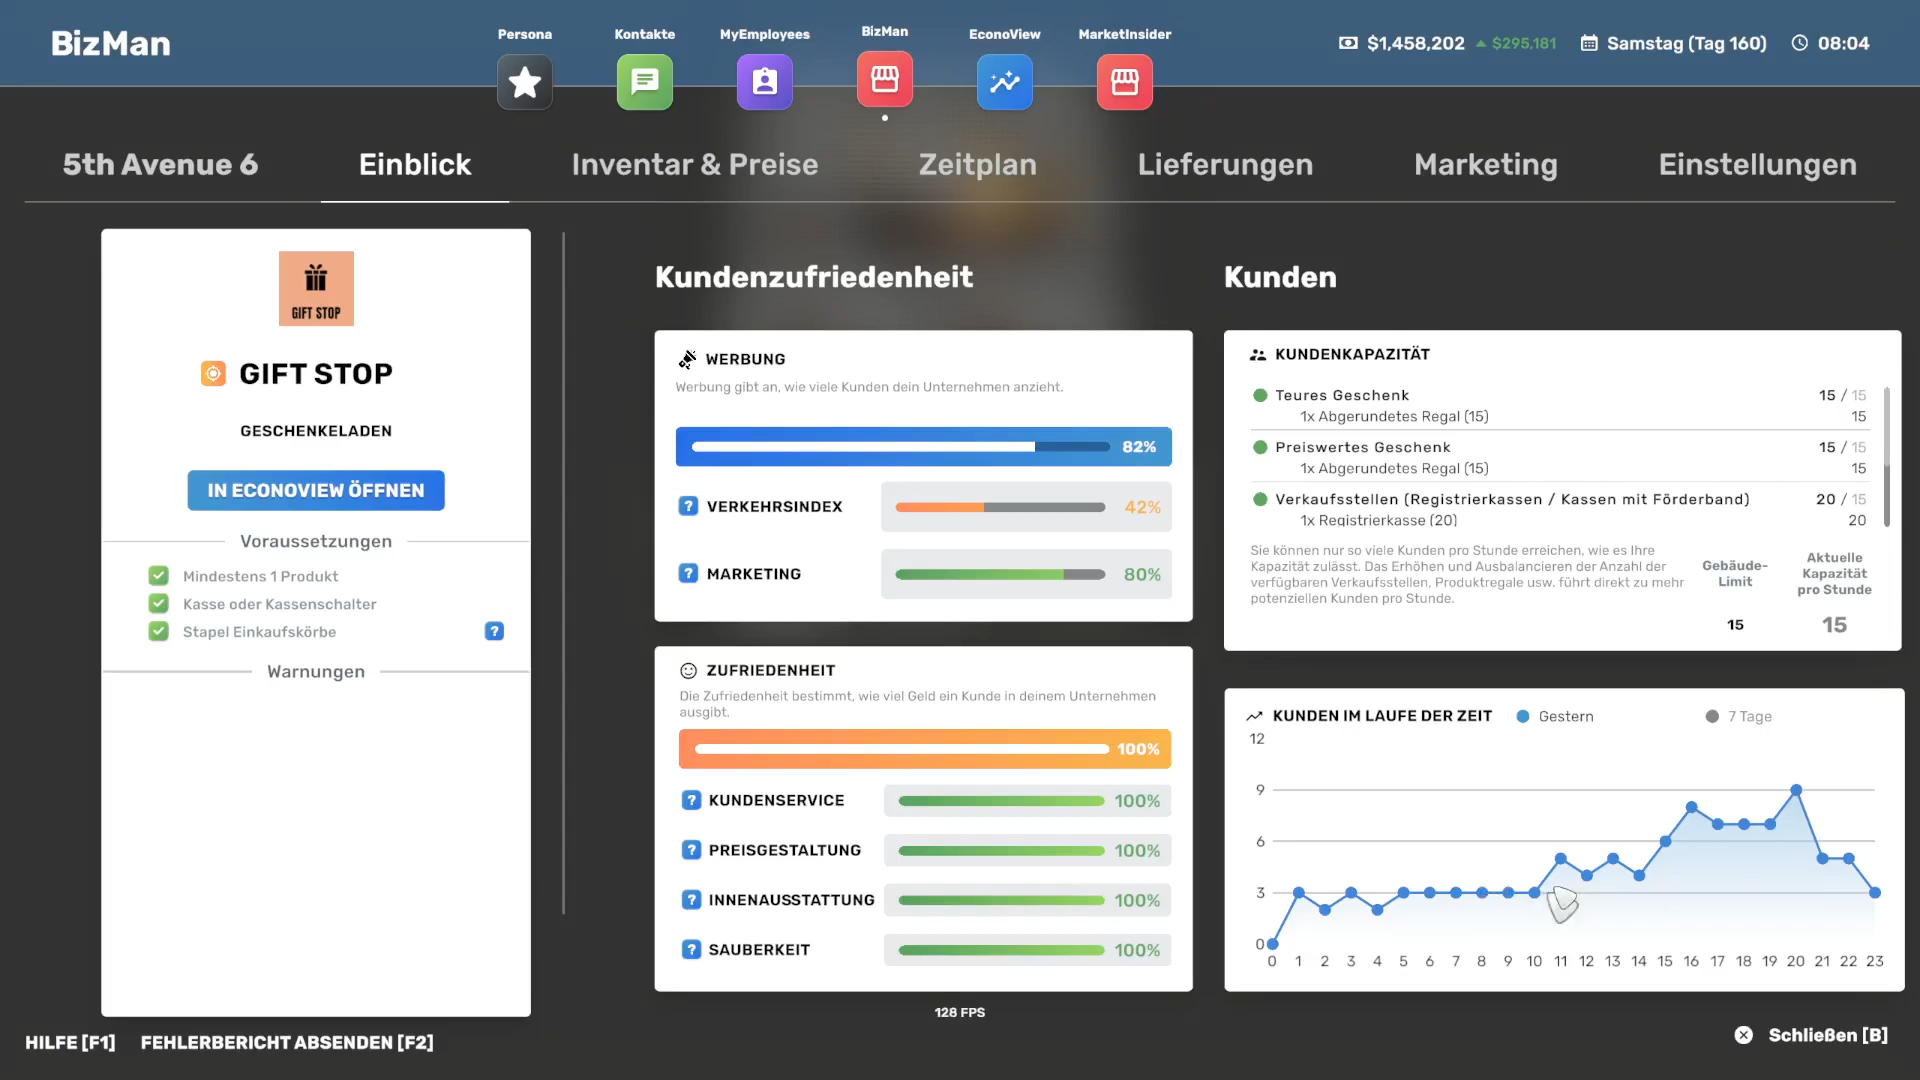 BizMan
Persona
Kontakte
MyEmployees
BizMan
EconoView
MarketInsider
$1,458,202
$295,181
Samstag (Tag 160)
08:04
5th Avenue 6
Einblick
Inventar & Preise
Zeitplan
Lieferungen
Marketing
Einstellungen
GIFT STOP
GIFT STOP
GESCHENKELADEN
IN ECONOVIEW ÖFFNEN
Voraussetzungen
Mindestens 1 Produkt
Kasse oder Kassenschalter
Stapel Einkaufskörbe
?
Warnungen
Kundenzufriedenheit
WERBUNG
Werbung gibt an, wie viele Kunden dein Unternehmen anzieht.
82%
? VERKEHRSINDEX 42%
? MARKETING 80%
ZUFRIEDENHEIT
Die Zufriedenheit bestimmt, wie viel Geld ein Kunde in deinem Unternehmen
ausgibt.
100%
? KUNDENSERVICE 100%
? PREISGESTALTUNG 100%
? INNENAUSSTATTUNG 100%
? SAUBERKEIT 100%
Kunden
KUNDENKAPAZITÄT
Teures Geschenk 15 / 15
1x Abgerundetes Regal (15) 15
Preiswertes Geschenk 15 / 15
1x Abgerundetes Regal (15) 15
Verkaufsstellen (Registrierkassen / Kassen mit Förderband) 20 / 15
1x Registrierkasse (20) 20
Sie können nur so viele Kunden pro Stunde erreichen, wie es Ihre
Kapazität zulässt. Das Erhöhen und Ausbalancieren der Anzahl der
verfügbaren Verkaufsstellen, Produktregale usw. führt direkt zu mehr
potenziellen Kunden pro Stunde.
Gebäude-
Limit
15
Aktuelle
Kapazität
pro Stunde
15
KUNDEN IM LAUFE DER ZEIT
Gestern
7 Tage
12
9
6
3
0
0 1 2 3 4 5 6 7 8 9 10 11 12 13 14 15 16 17 18 19 20 21 22 23
128 FPS
HILFE [F1]
FEHLERBERICHT ABSENDEN [F2]
Schließen [B]